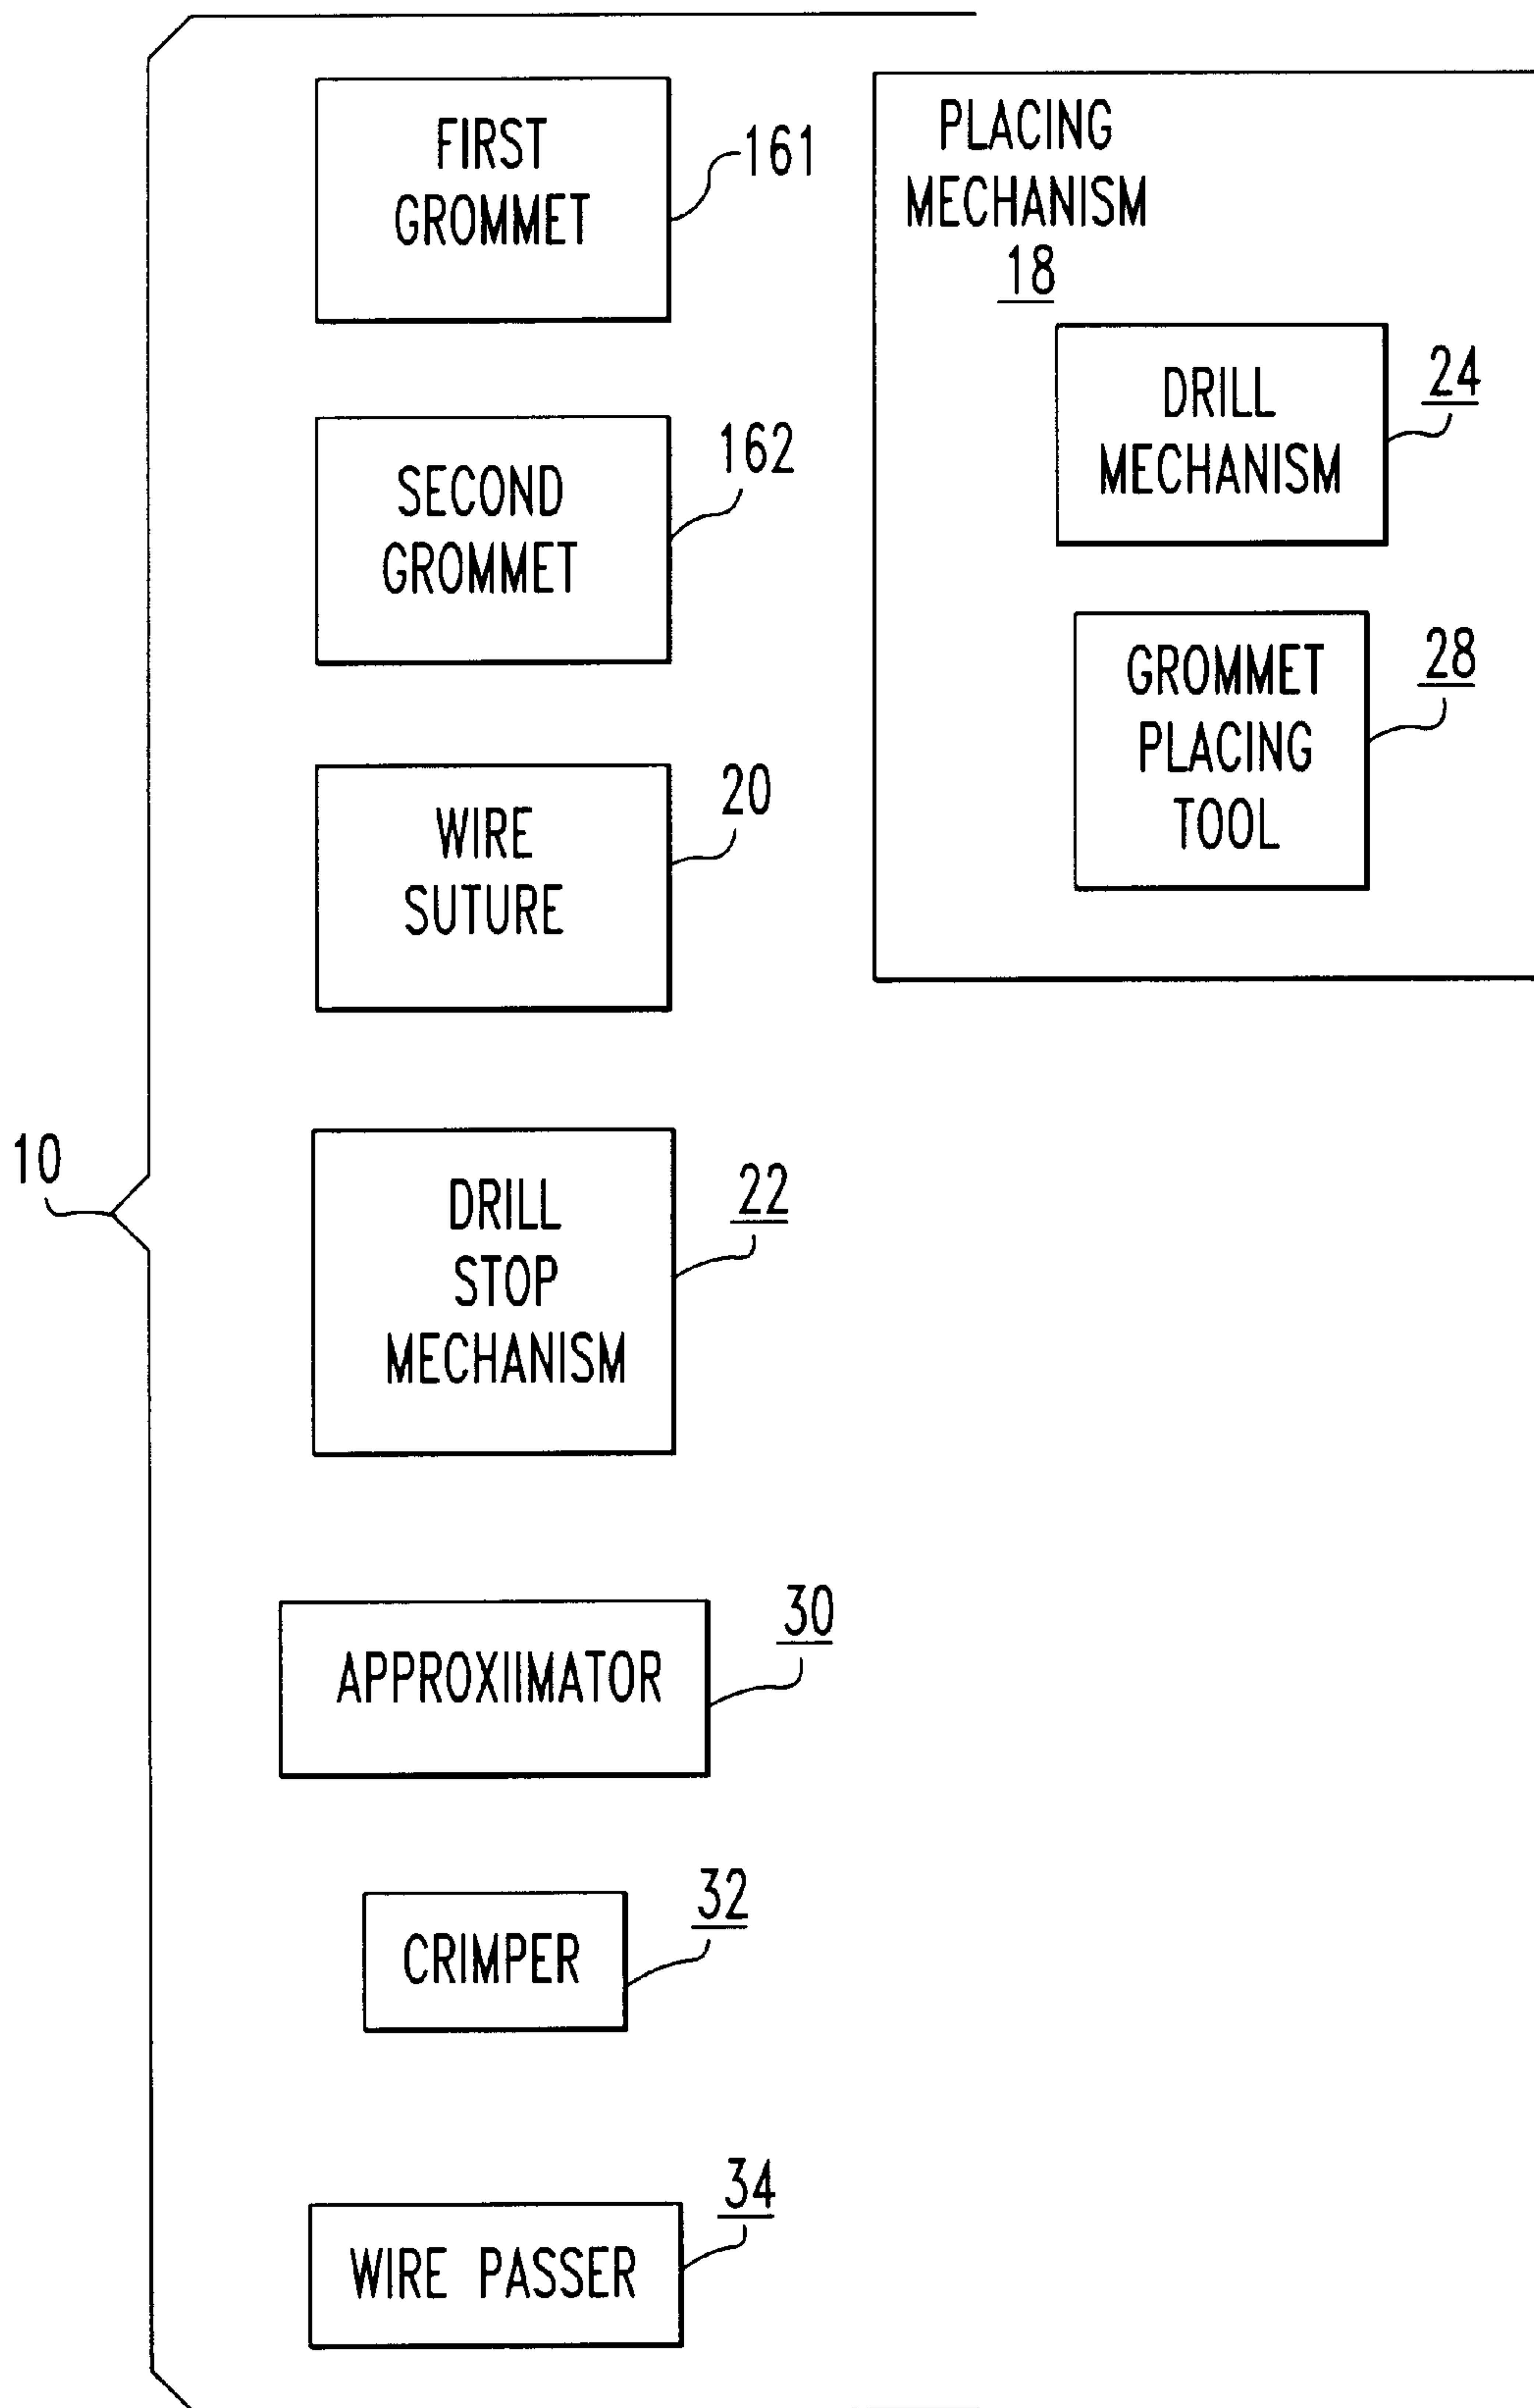 10
FIRST
GROMMET
161
SECOND
GROMMET
162
WIRE
SUTURE
20
DRILL
STOP
MECHANISM
22
APPROXIIMATOR
30
CRIMPER
32
WIRE PASSER
34
PLACING
MECHANISM
18
DRILL
MECHANISM
24
GROMMET
PLACING
TOOL
28